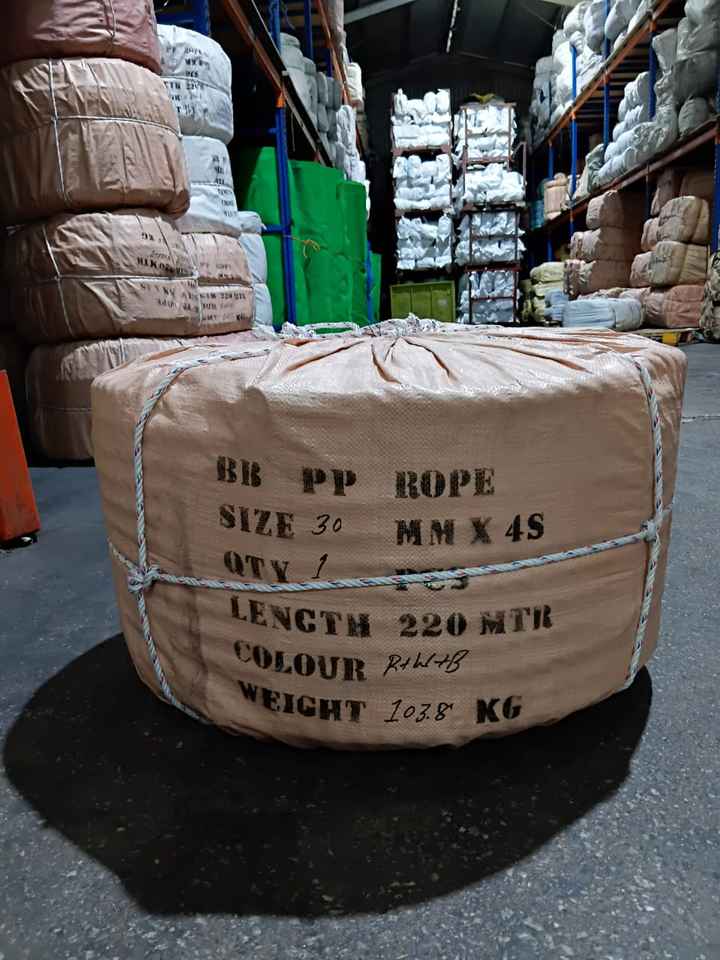 BB PP ROPE
SIZE 30 MM X 4S
QTY 1 PCS
LENGTH 220 MTR
COLOUR R+W+B
WEIGHT 103.8 KG